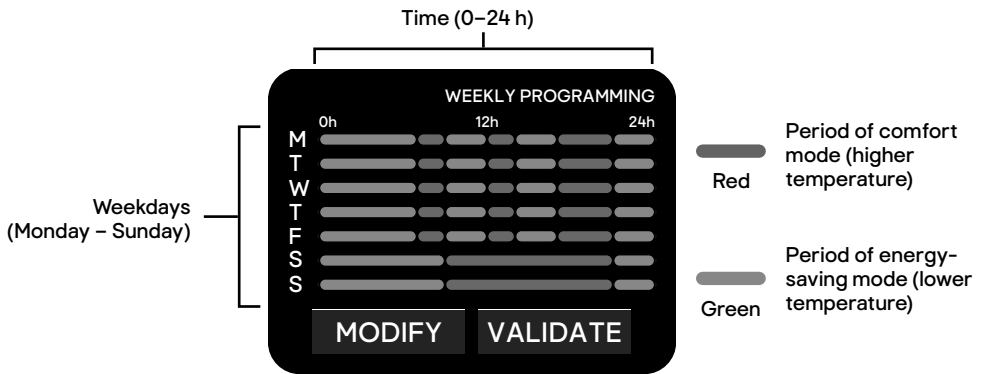 Time (0–24 h)
WEEKLY PROGRAMMING
0h 12h 24h
M
T
W
T
F
S
S
MODIFY VALIDATE
Weekdays
(Monday – Sunday)
Period of comfort
mode (higher
temperature)
Red
Period of energy-
saving mode (lower
temperature)
Green